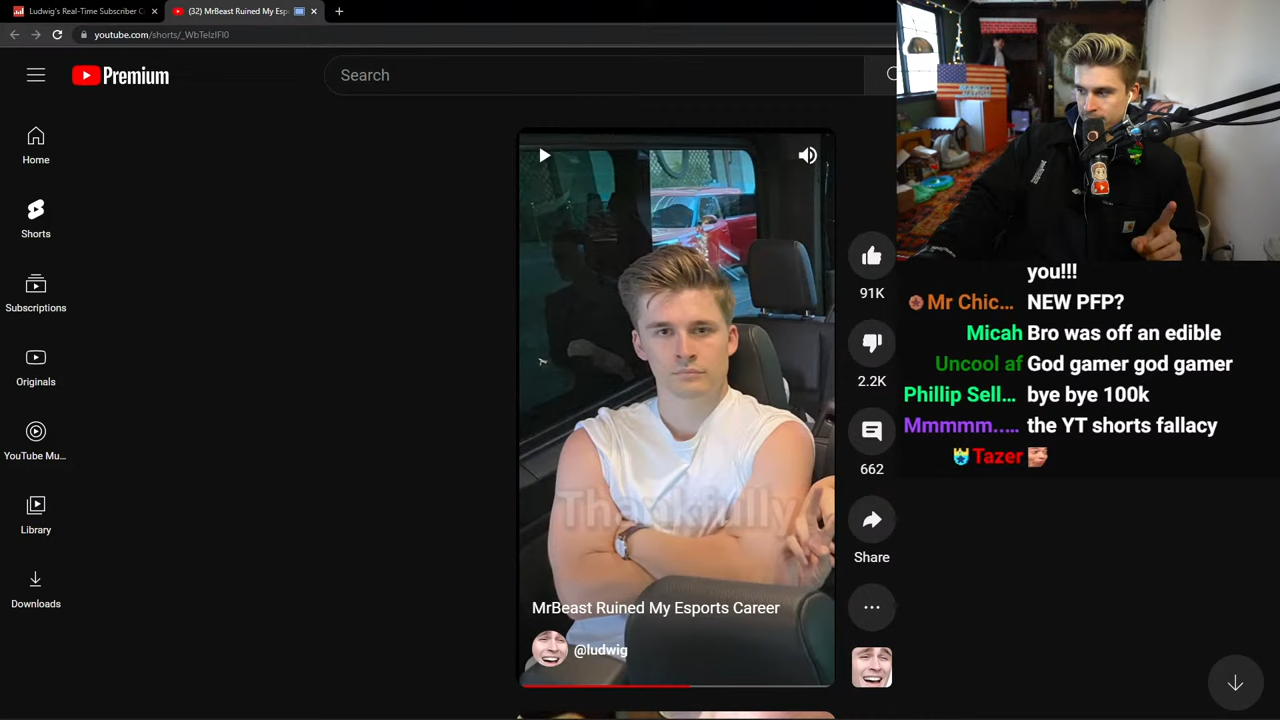 Ludwig's Real-Time Subscriber C
(32) MrBeast Ruined My Esp
youtube.com/shorts/_WbTelzIFl0
Premium
Search
Home
Shorts
Subscriptions
Originals
YouTube Mu...
Library
Downloads
Thankfully
MrBeast Ruined My Esports Career
@ludwig
91K
2.2K
662
Share
you!!!
Mr Chic... NEW PFP?
Micah Bro was off an edible
Uncool af God gamer god gamer
Phillip Sell... bye bye 100k
Mmmmm..... the YT shorts fallacy
Tazer